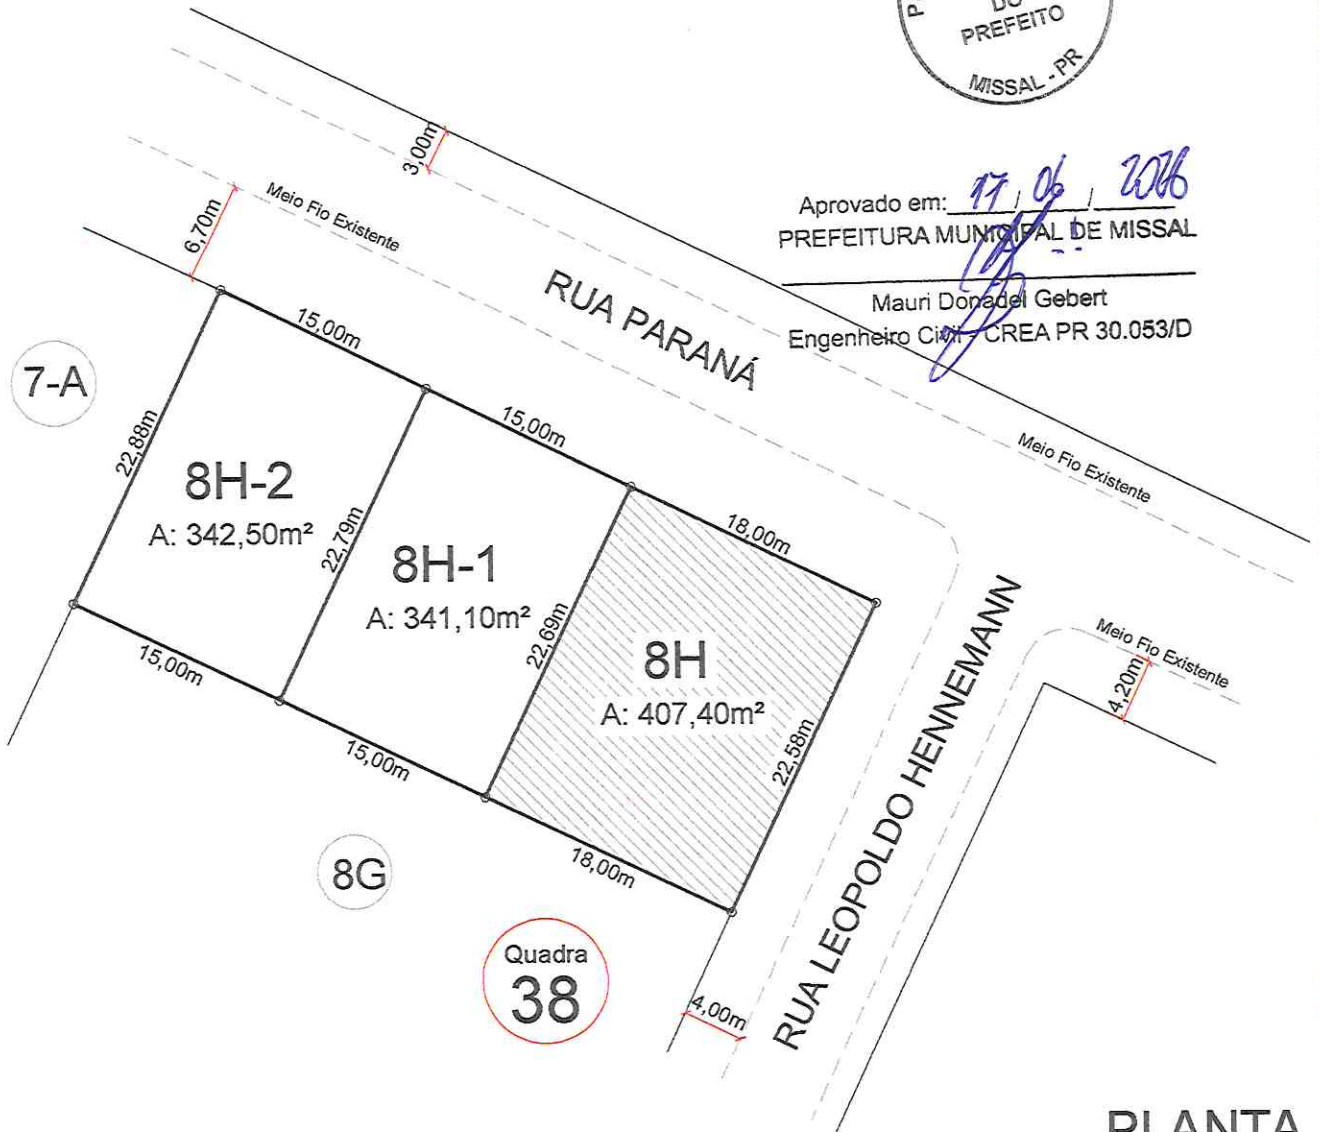 DO
PREFEITO
MISSAL - PR
3,00m
Aprovado em: 17 / 06 / 2026
PREFEITURA MUNICIPAL DE MISSAL
Mauri Donadel Gebert
Engenheiro Civil - CREA PR 30.053/D
6,70m
Meio Fio Existente
RUA PARANÁ
15,00m
7-A
22,88m
8H-2
A: 342,50m²
15,00m
15,00m
22,79m
8H-1
A: 341,10m²
15,00m
Meio Fio Existente
18,00m
22,69m
8H
A: 407,40m²
22,58m
18,00m
RUA LEOPOLDO HENNEMANN
Meio Fio Existente
4,20m
8G
Quadra
38
4,00m
PLANTA